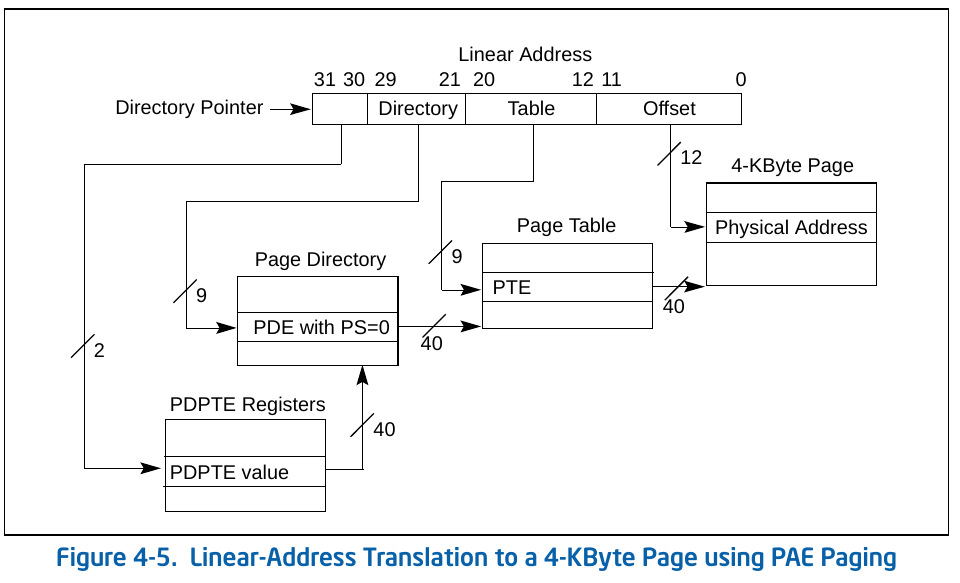 Linear Address
31 30 29 21 20 12 11 0
Directory Pointer Directory Table Offset
12
4-KByte Page
Physical Address
Page Table
9
PTE
40
Page Directory
9
PDE with PS=0
40
2
PDPTE Registers
40
PDPTE value
Figure 4-5. Linear-Address Translation to a 4-KByte Page using PAE Paging